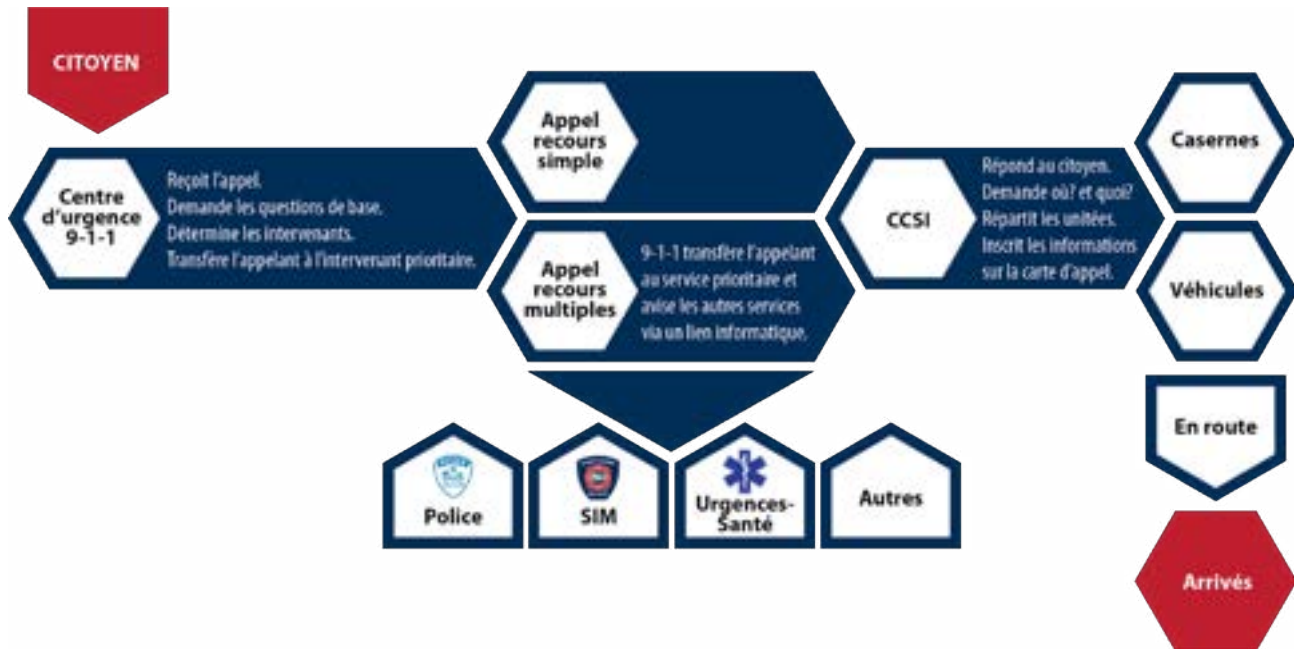 CITOYEN
Centre
d'urgence
9-1-1
Reçoit l'appel.
Demande les questions de base.
Détermine les intervenants.
Transfère l'appelant à l'intervenant prioritaire.
Appel
recours
simple
Appel
recours
multiples
9-1-1 transfère l'appelant
au service prioritaire et
avise les autres services
via un lien informatique.
CCSI
Répond au citoyen.
Demande où? et quoi?
Répartit les unitées.
Inscrit les informations
sur la carte d'appel.
Casernes
Véhicules
En route
Arrivés
Police
SIM
Urgences-
Santé
Autres